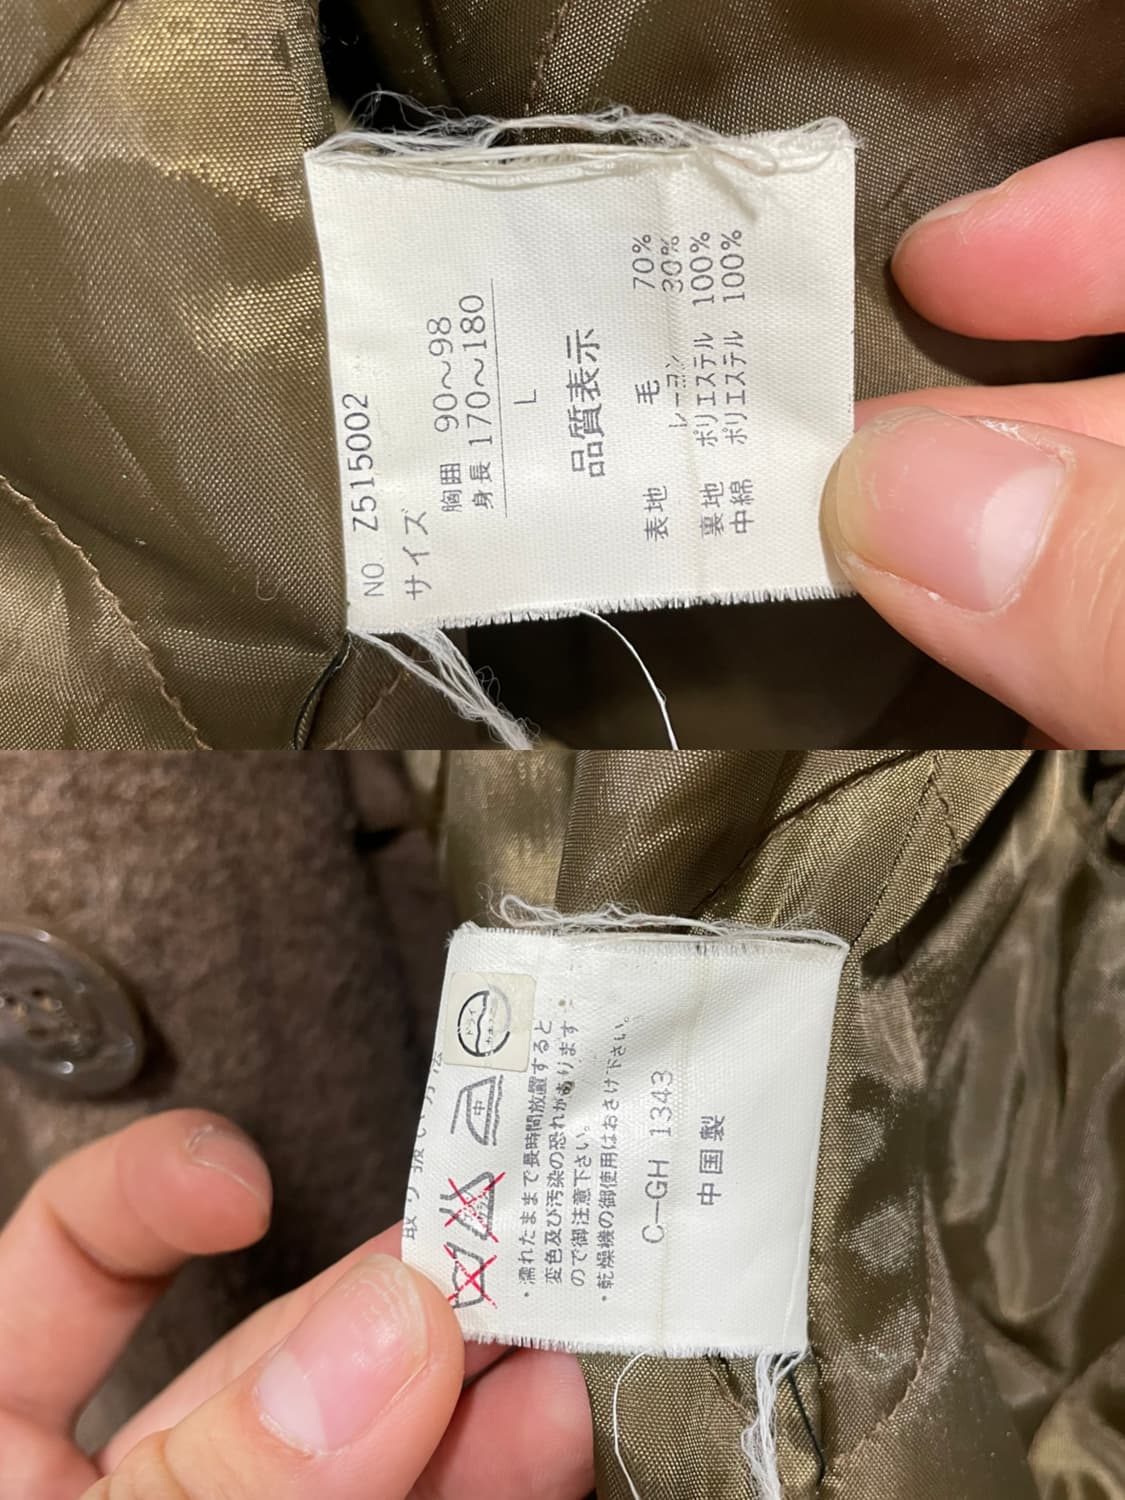 NO. Z515002
サイズ
胸囲 90〜98
身長 170〜180
L
品質表示
表地 毛 70%
レーヨン 30%
裏地 ポリエステル 100%
中綿 ポリエステル 100%
取り扱い方法
ドライ
中
・濡れたままで長時間放置すると
変色及び汚染の恐れがあります
ので御注意下さい。
・乾燥機の御使用はおさけ下さい。
C-GH 1343
中国製